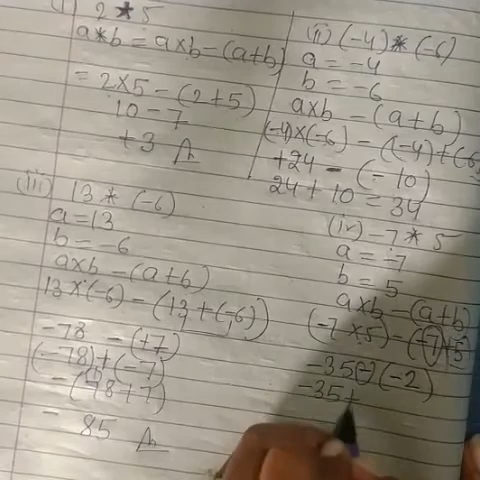 (i) 2 * 5
a*b = a×b-(a+b)
= 2×5 - (2+5)
10 - 7
+3 A
(ii) (-4)*(-6)
a = -4
b = -6
a×b - (a+b)
(-4)×(-6) - ((-4)+(-6
+24 - (-10)
24 + 10 = 34
(iii) 13 * (-6)
a = 13
b = -6
a×b - (a+b)
13×(-6) - (13+(-6))
-78 - (+7)
(-78)+(-7)
-(78+7)
- 85 A
(iv) -7 * 5
a = -7
b = 5
a×b - (a+b)
(-7×5) - (-7+5
-35 - (-2)
-35+